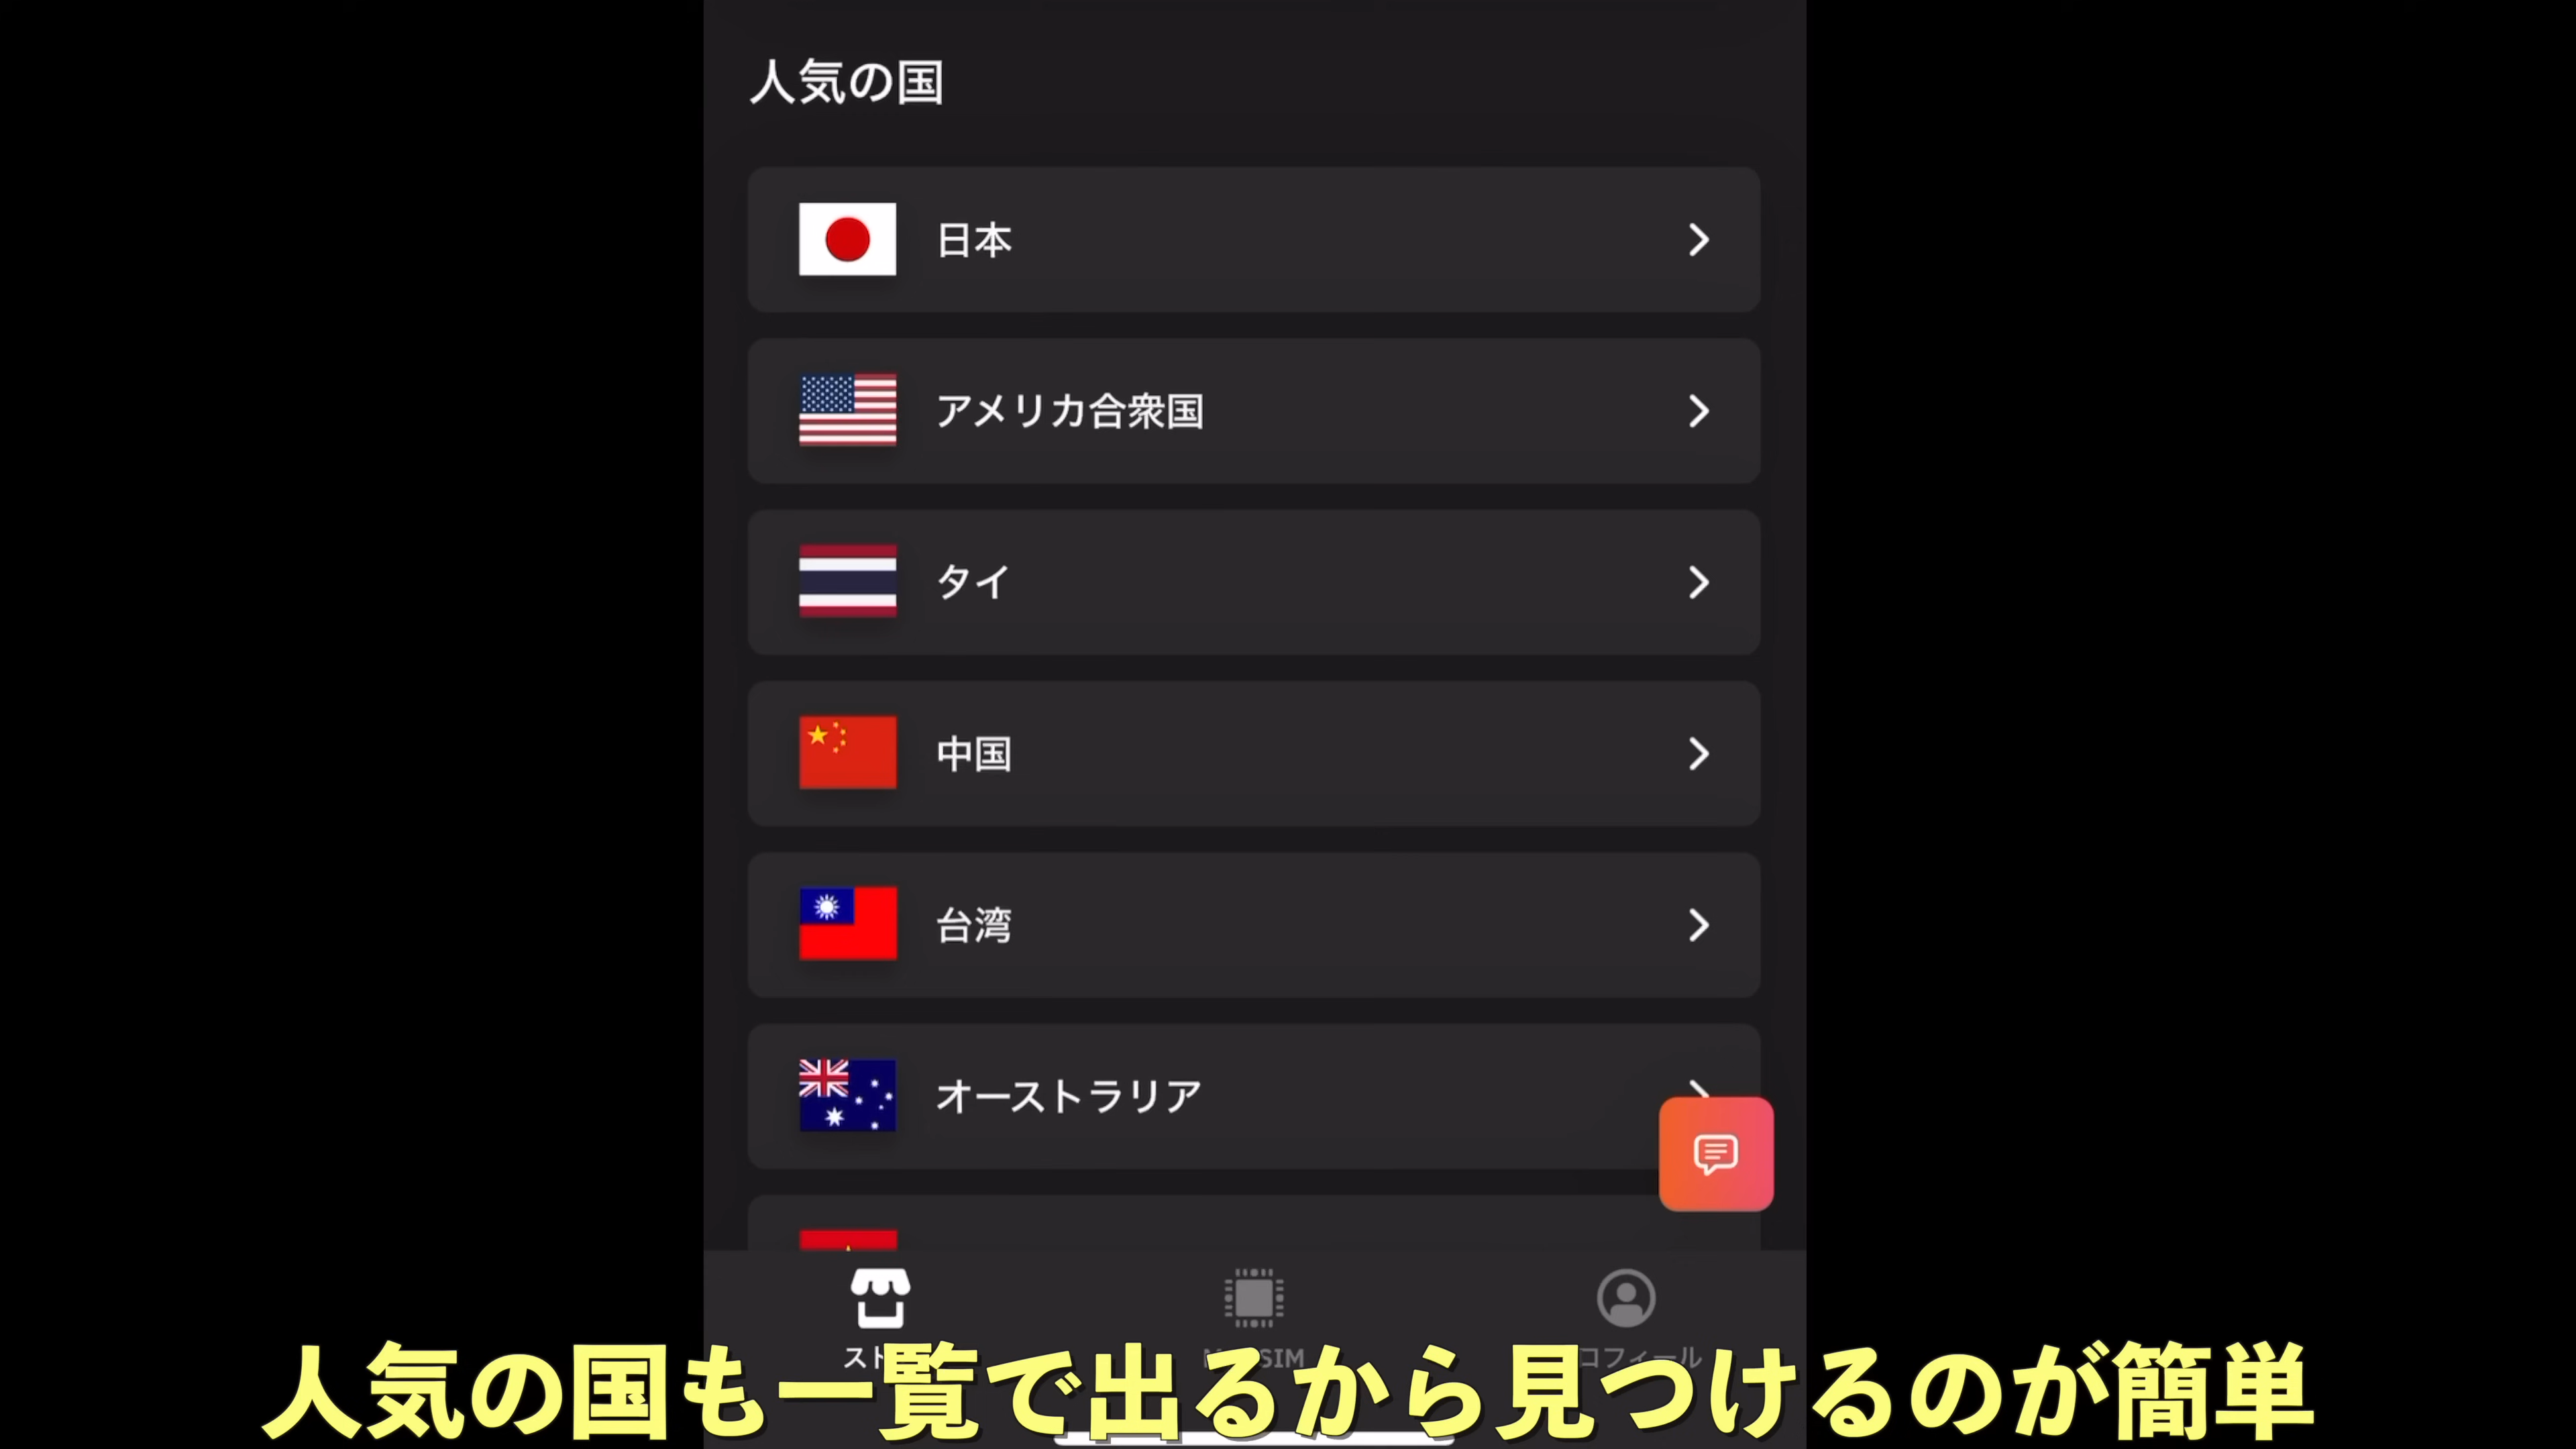 人気の国
日本
アメリカ合衆国
タイ
中国
台湾
オーストラリア
人気の国も一覧で出るから見つけるのが簡単